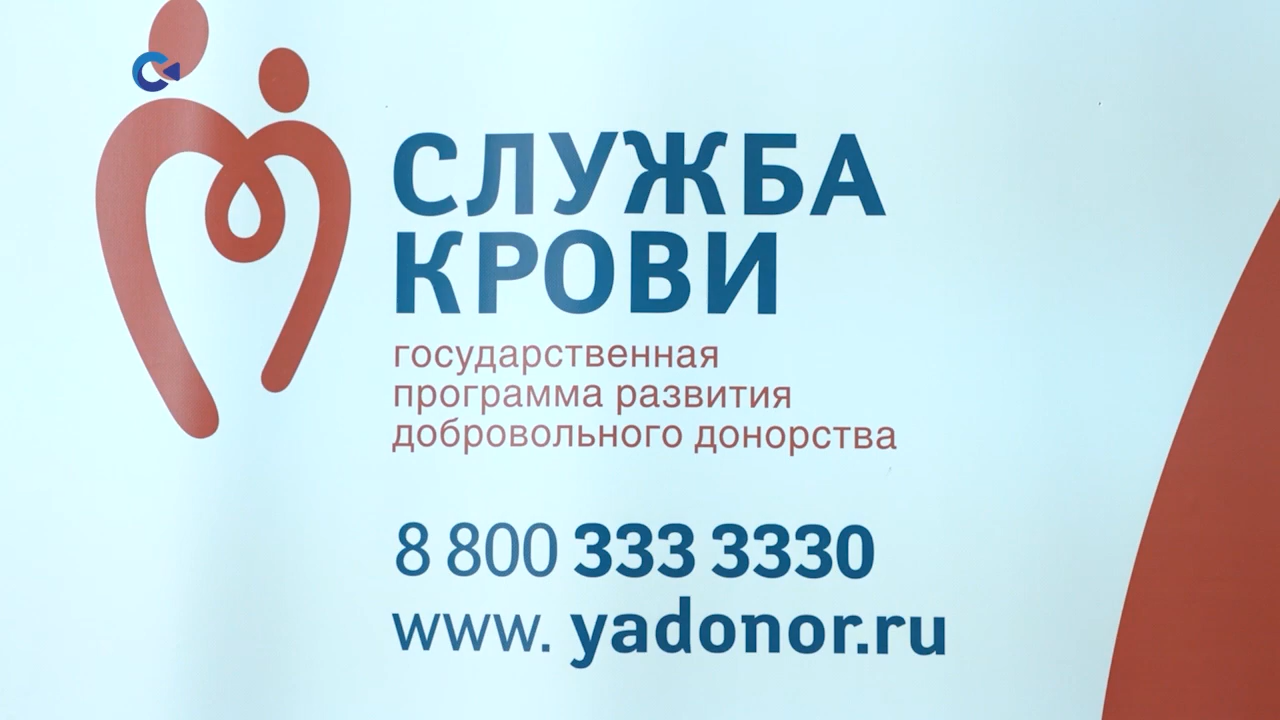 СЛУЖБА
КРОВИ
государственная
программа развития
добровольного донорства
8 800 333 3330
www. yadonor.ru